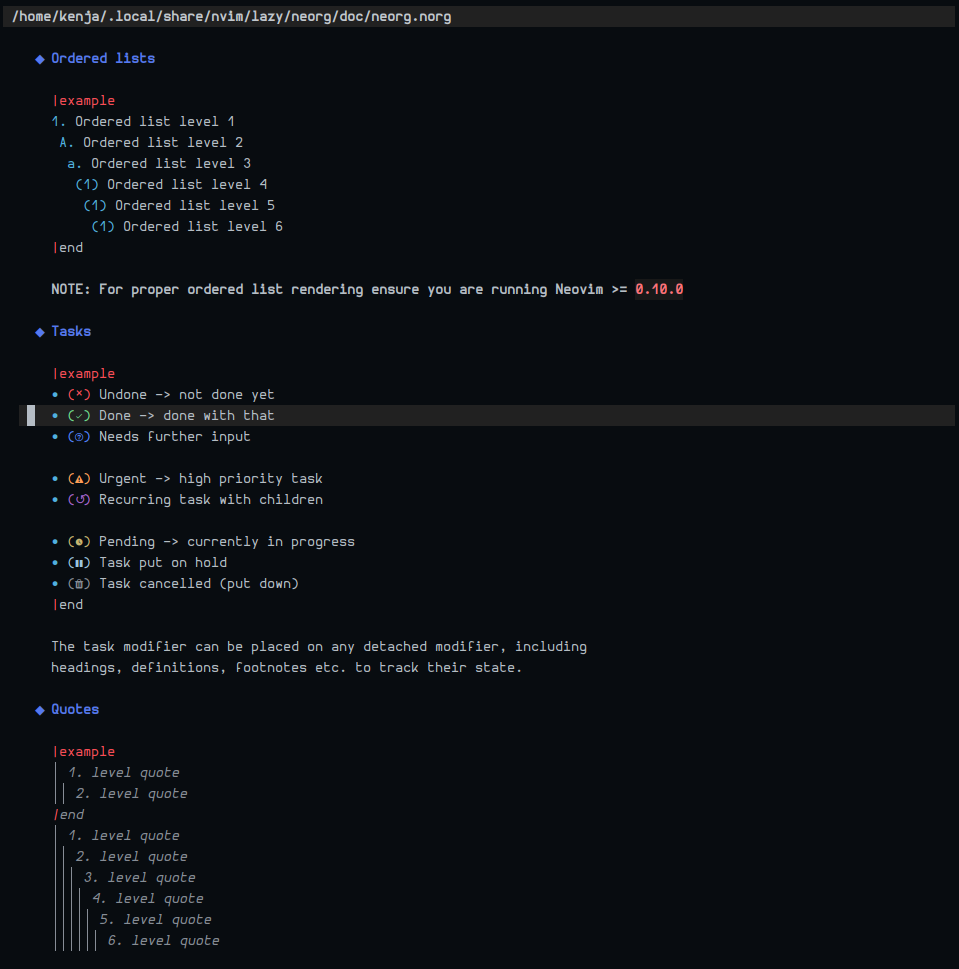 /home/kenja/.local/share/nvim/lazy/neorg/doc/neorg.norg
◆ Ordered lists
|example
1. Ordered list level 1
A. Ordered list level 2
a. Ordered list level 3
(1) Ordered list level 4
(1) Ordered list level 5
(1) Ordered list level 6
|end
NOTE: For proper ordered list rendering ensure you are running Neovim >= 0.10.0
◆ Tasks
|example
• (×) Undone -> not done yet
• (✓) Done -> done with that
• (?) Needs further input
• (⚠) Urgent -> high priority task
• (↺) Recurring task with children
• (🕓) Pending -> currently in progress
• (⏸) Task put on hold
• (🗑) Task cancelled (put down)
|end
The task modifier can be placed on any detached modifier, including
headings, definitions, footnotes etc. to track their state.
◆ Quotes
|example
1. level quote
2. level quote
|end
1. level quote
2. level quote
3. level quote
4. level quote
5. level quote
6. level quote